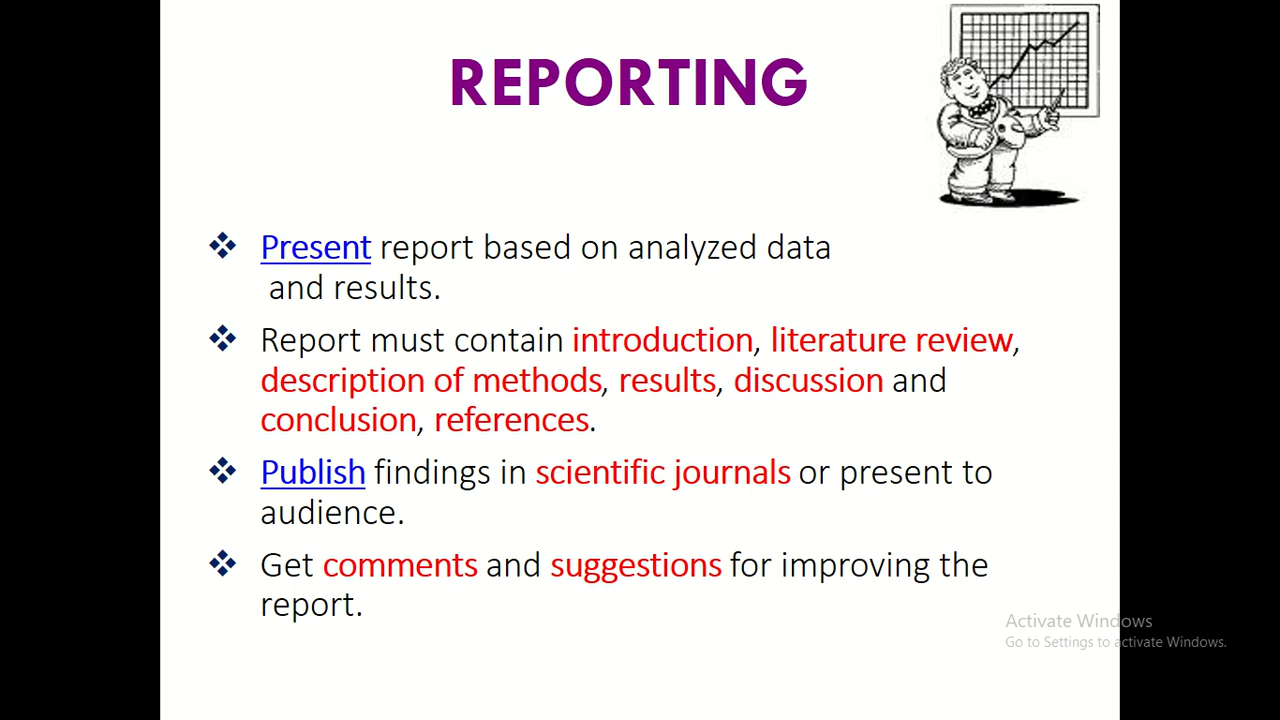 REPORTING
❖ Present report based on analyzed data
and results.
❖ Report must contain introduction, literature review,
description of methods, results, discussion and
conclusion, references.
❖ Publish findings in scientific journals or present to
audience.
❖ Get comments and suggestions for improving the
report.
Activate Windows
Go to Settings to activate Windows.